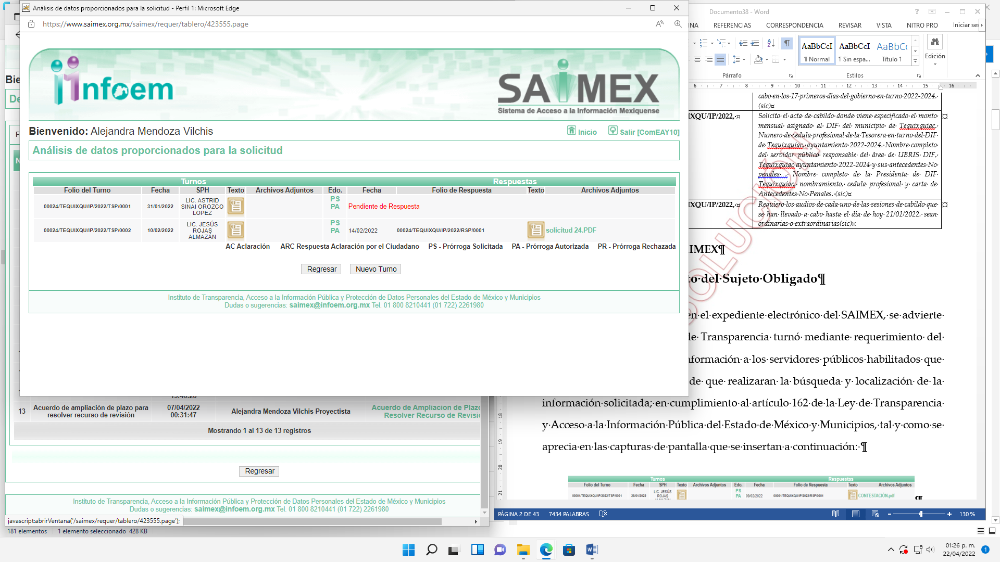 Análisis de datos proporcionados para la solicitud - Perfil 1: Microsoft Edge
https://www.saimex.org.mx/saimex/requer/tablero/423555.page
infoem
SAIMEX
Sistema de Acceso a la Información Mexiquense
Bienvenido: Alejandra Mendoza Vilchis
Inicio Salir [ComEAY10]
Análisis de datos proporcionados para la solicitud
Turnos Respuestas
Folio del Turno Fecha SPH Texto Archivos Adjuntos Edo. Fecha Folio de Respuesta Texto Archivos Adjuntos
00024/TEQUIXQU/IP/2022/TSP/0001 31/01/2022 LIC. ASTRID SINAI OROZCO LOPEZ PS PA Pendiente de Respuesta
00024/TEQUIXQU/IP/2022/TSP/0002 10/02/2022 LIC. JESÚS ROJAS ALMAZÁN PS PA 14/02/2022 00024/TEQUIXQU/IP/2022/RSP/0001 solicitud 24.PDF
AC Aclaración ARC Respuesta Aclaración por el Ciudadano PS - Prórroga Solicitada PA - Prórroga Autorizada PR - Prórroga Rechazada
Regresar Nuevo Turno
Instituto de Transparencia, Acceso a la Información Pública y Protección de Datos Personales del Estado de México y Municipios
Dudas o sugerencias: saimex@infoem.org.mx Tel. 01 800 8210441 (01 722) 2261980
Bie
De
13 Acuerdo de ampliación de plazo para resolver recurso de revisión 07/04/2022 00:31:47 Alejandra Mendoza Vilchis Proyectista Acuerdo de Ampliacion de Plazo Resolver Recurso de Revisió
Mostrando 1 al 13 de 13 registros
Regresar
Instituto de Transparencia, Acceso a la Información Pública y Protección de Datos Personales del Estado de México y Municipios
Dudas o sugerencias: saimex@infoem.org.mx Tel. 01 800 8210441 (01 722) 2261980
javascript:abrirVentana('/saimex/requer/tablero/423555.page');
181 elementos 1 elemento seleccionado 428 KB
Documento38 - Word
INA REFERENCIAS CORRESPONDENCIA REVISAR VISTA NITRO PRO Iniciar ses
AaBbCcI AaBbCcI AaBbCc
¶ Normal ¶ Sin espa... Título 1
Edición
Párrafo Estilos
6 7 8 9 10 11 12 13 14 15 16
cabo en los 17 primeros días del gobierno en turno 2022-2024.
(sic)¤
IXQU/IP/2022, ¤
Solicito el acta de cabildo donde viene especificado el monto
mensual asignado al DIF del municipio de Tequixquiac.
Numero de cedula profesional de la Tesorera en turno del DIF
de Tequixquiac. ayuntamiento 2022-2024. Nombre completo
del servidor público responsable del área de UBRIS DIF,
Tequixquiac ayuntamiento 2022-2024 y sus antecedentes No
penales . Nombre completo de la Presidenta de DIF
Tequixquiac, nombramiento, cedula profesional y carta de
Antecedentes No Penales. (sic)¤
IXQU/IP/2022, ¤
Requiero los audios de cada uno de las sesiones de cabildo que
se han llevado a cabo hasta el día de hoy 21/01/2022. sean
ordinarias o extraordinarias(sic)¤
IMEX¶
to·del·Sujeto·Obligado¶
en el expediente electrónico del SAIMEX, se advierte
de Transparencia turnó mediante requerimiento del
nformación a los servidores públicos habilitados que
de que realizaran la búsqueda y localización de la
información solicitada; en cumplimiento al artículo 162 de la Ley de Transparencia
y Acceso a la Información Pública del Estado de México y Municipios, tal y como se
aprecia en las capturas de pantalla que se insertan a continuación: ¶
Turnos Respuestas
Folio del Turno Fecha SPH Texto Archivos Adjuntos Edo. Fecha Folio de Respuesta Texto Archivos Adjuntos
00001/TEQUIXQU/IP/2022/TSP/0001 28/01/2022 LIC. JESÚS ROJAS PS PA 09/02/2022 00001/TEQUIXQU/IP/2022/RSP/0001 CONTESTACIÓN.pdf
18 19 20 21
PÁGINA 2 DE 43 7434 PALABRAS 130 %
01:26 p. m.
22/04/2022
1